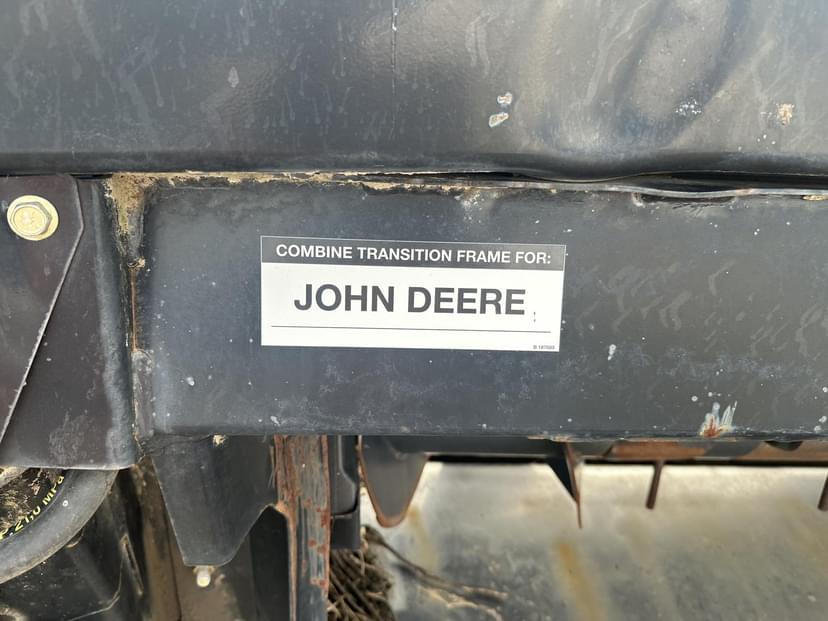 COMBINE TRANSITION FRAME FOR:
JOHN DEERE